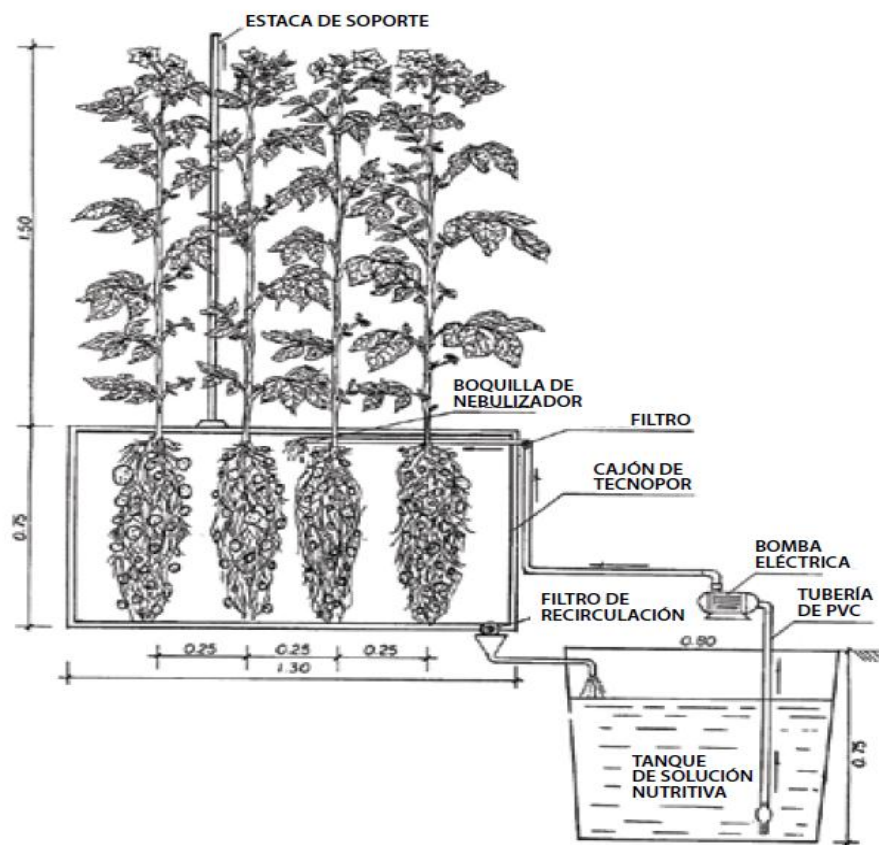 ESTACA DE SOPORTE
1.50
BOQUILLA DE
NEBULIZADOR
FILTRO
CAJÓN DE
TECNOPOR
0.75
BOMBA
ELÉCTRICA
TUBERÍA
DE PVC
FILTRO DE
RECIRCULACIÓN
0.80
0.25
0.25
0.25
1.30
TANQUE
DE SOLUCIÓN
NUTRITIVA
0.75